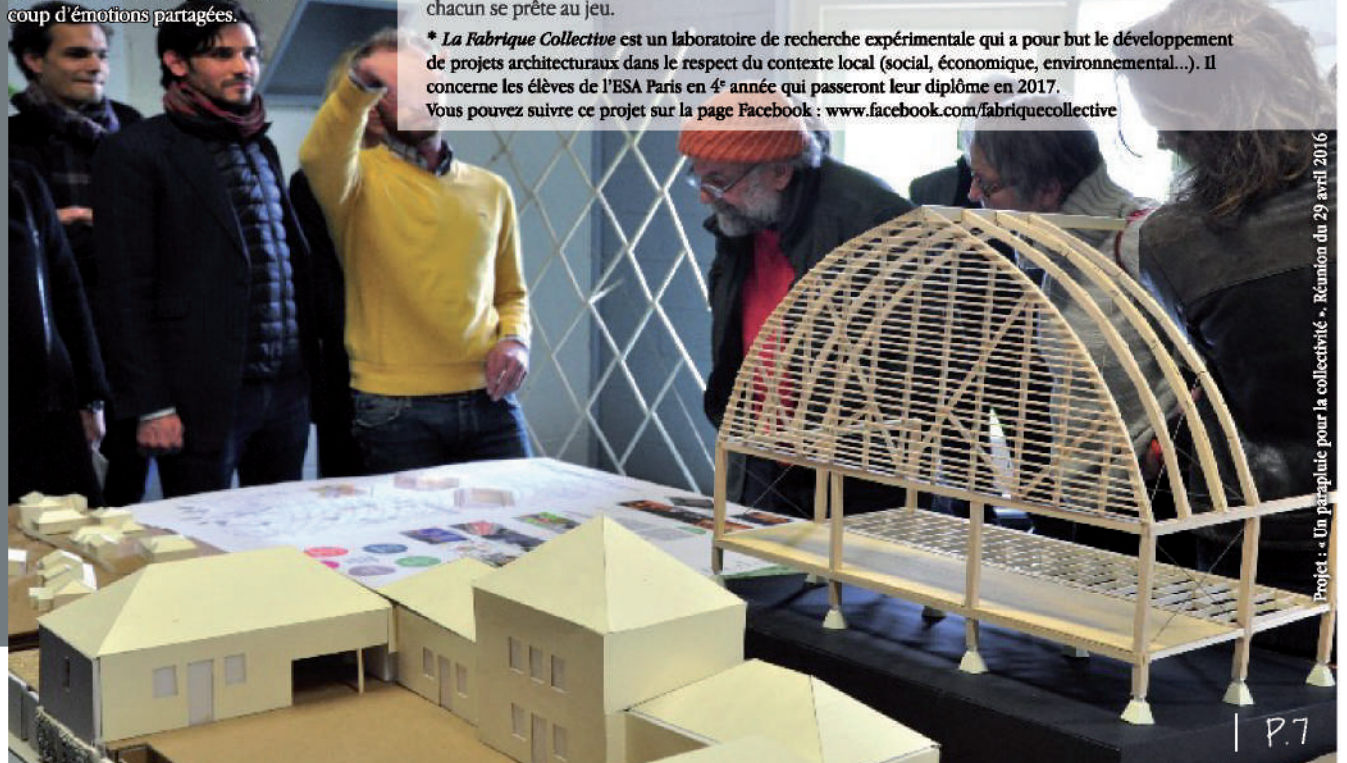 coup d'émotions partagées.
chacun se prête au jeu.
* La Fabrique Collective est un laboratoire de recherche expérimentale qui a pour but le développement
de projets architecturaux dans le respect du contexte local (social, économique, environnemental...). Il
concerne les élèves de l'ESA Paris en 4e année qui passeront leur diplôme en 2017.
Vous pouvez suivre ce projet sur la page Facebook : www.facebook.com/fabriquecollective
Projet : « Un parapluie pour la collectivité ». Réunion du 29 avril 2016
| P.7